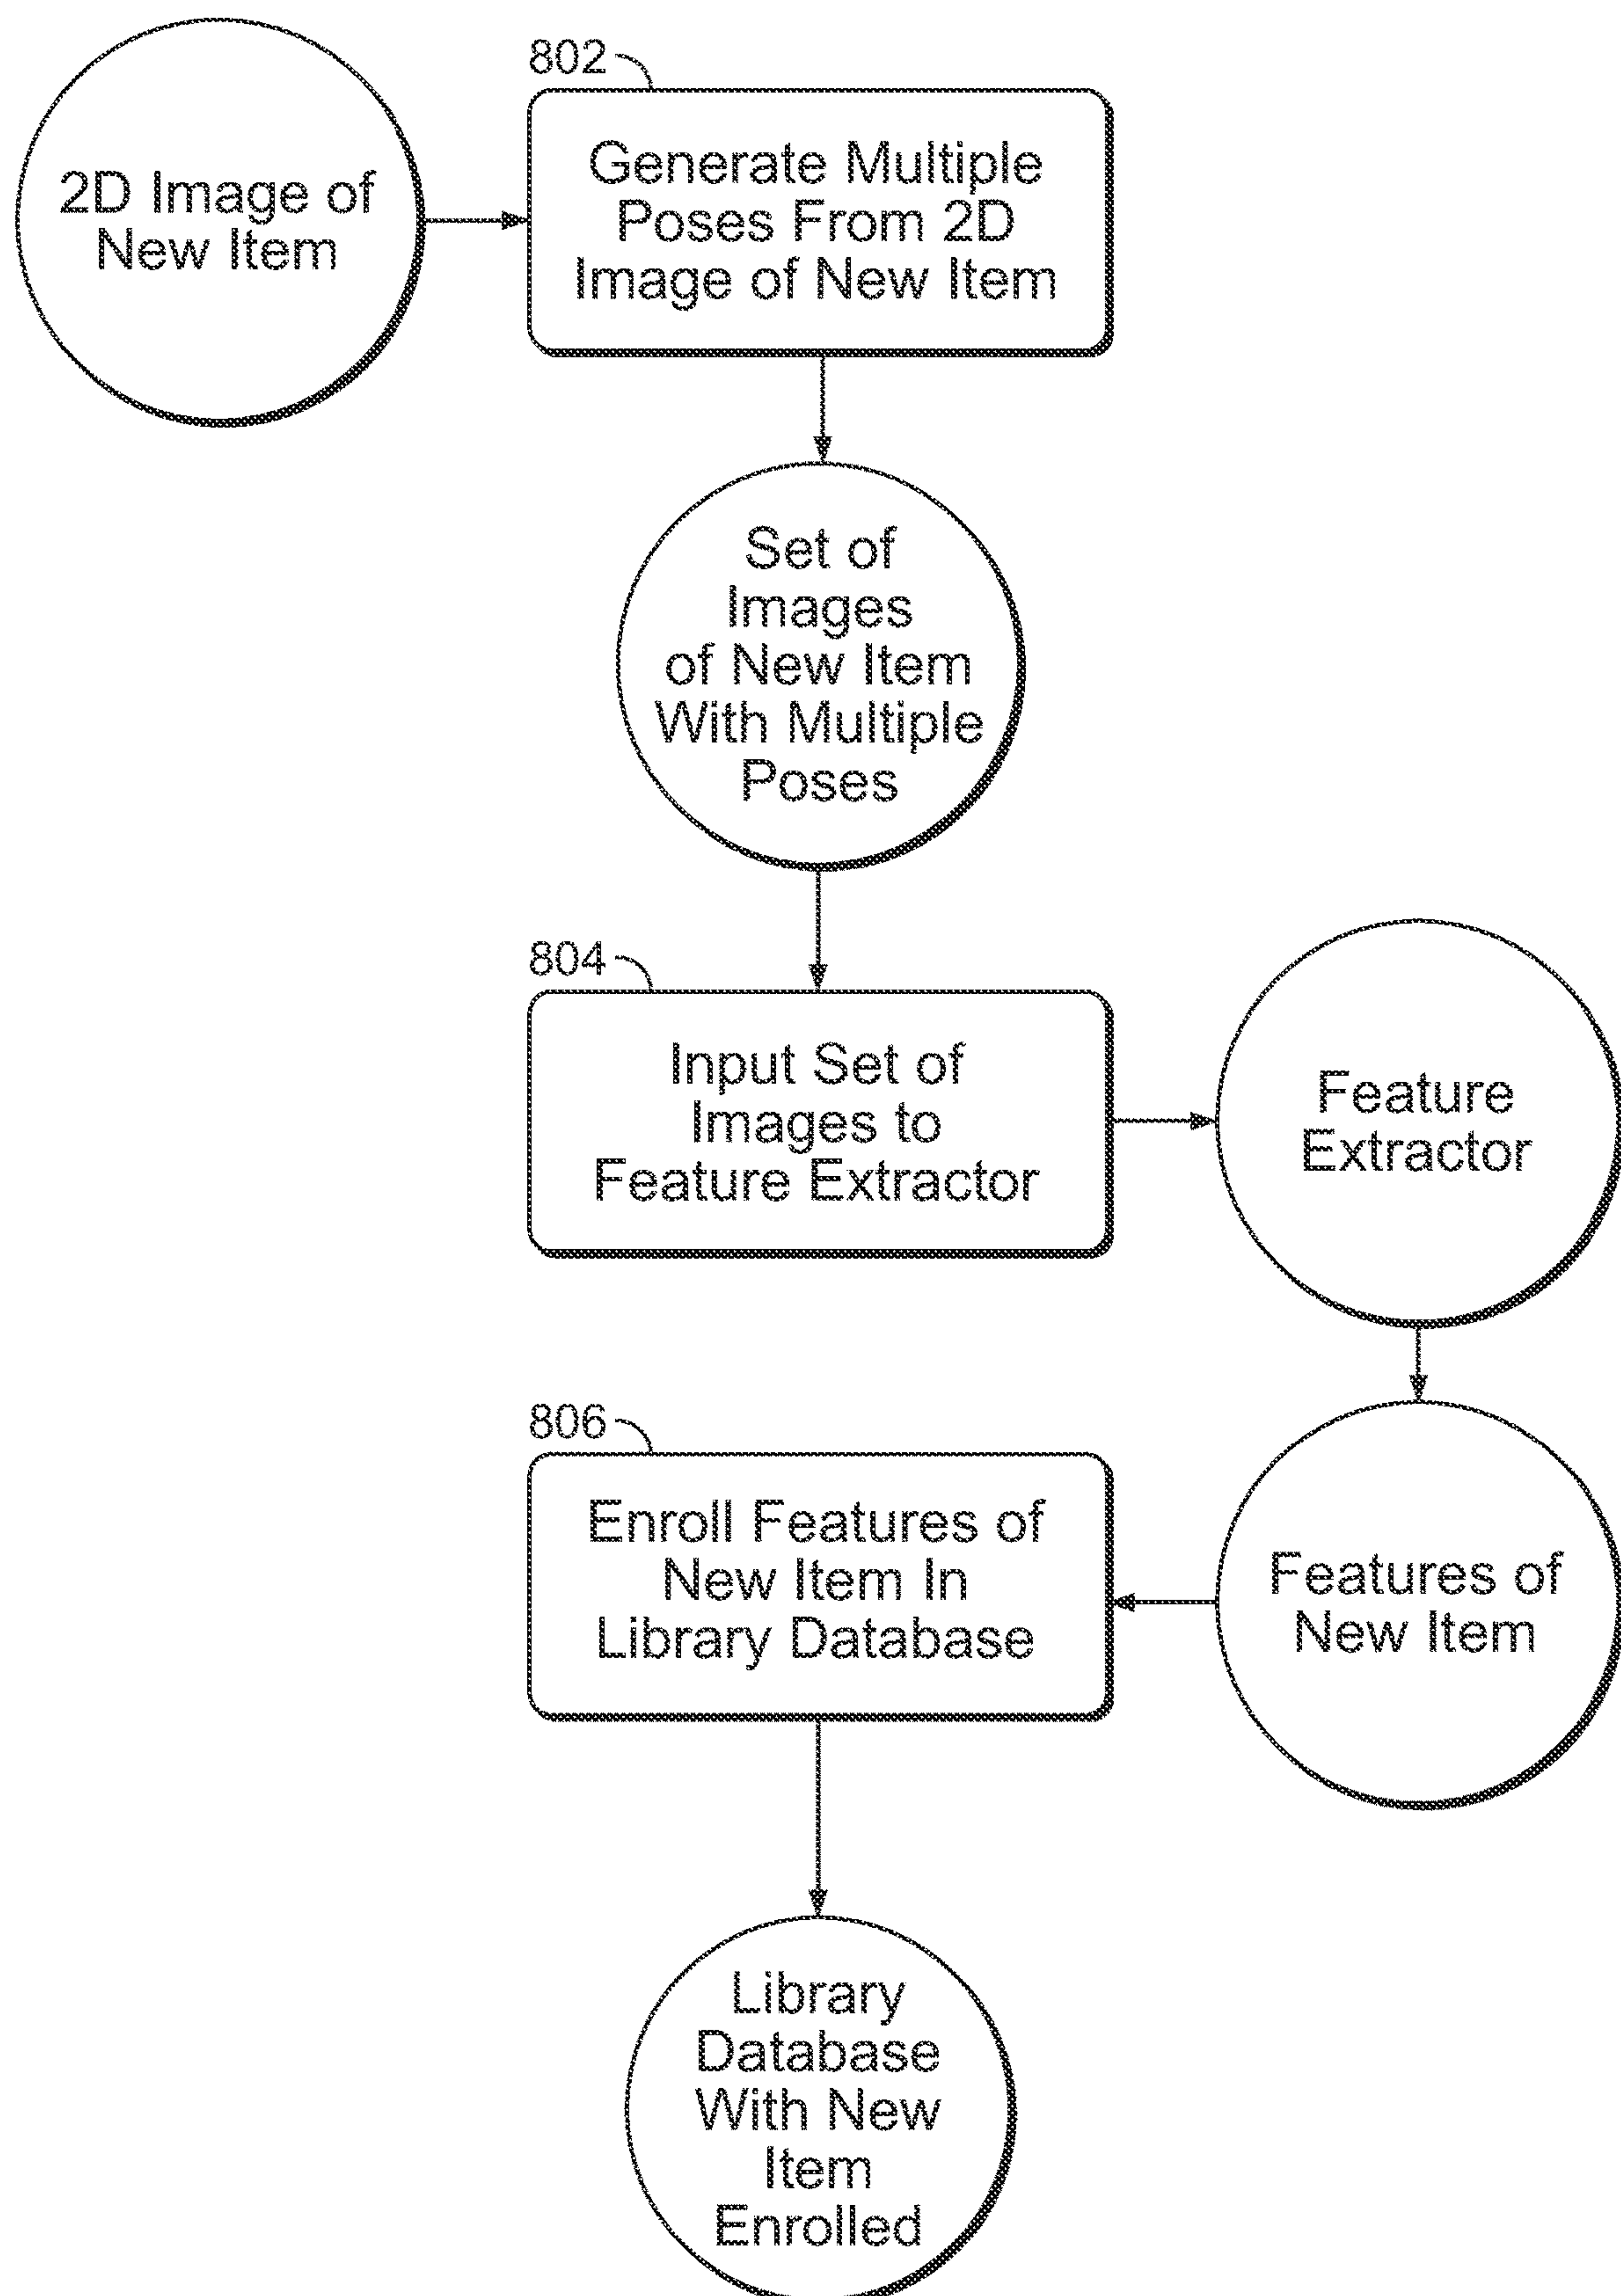 2D Image of
New Item
802
Generate Multiple
Poses From 2D
Image of New Item
Set of
Images
of New Item
With Multiple
Poses
804
Input Set of
Images to
Feature Extractor
Feature
Extractor
Features of
New Item
806
Enroll Features of
New Item In
Library Database
Library
Database
With New
Item
Enrolled